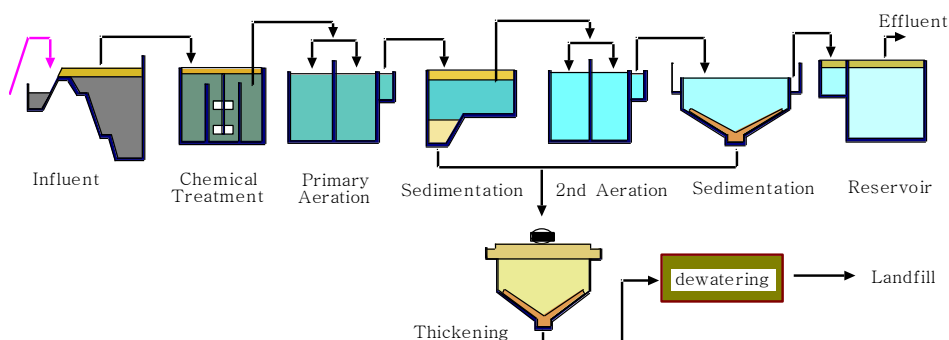 Effluent
Influent
Chemical
Treatment
Primary
Aeration
Sedimentation
2nd Aeration
Sedimentation
Reservoir
dewatering
Landfill
Thickening